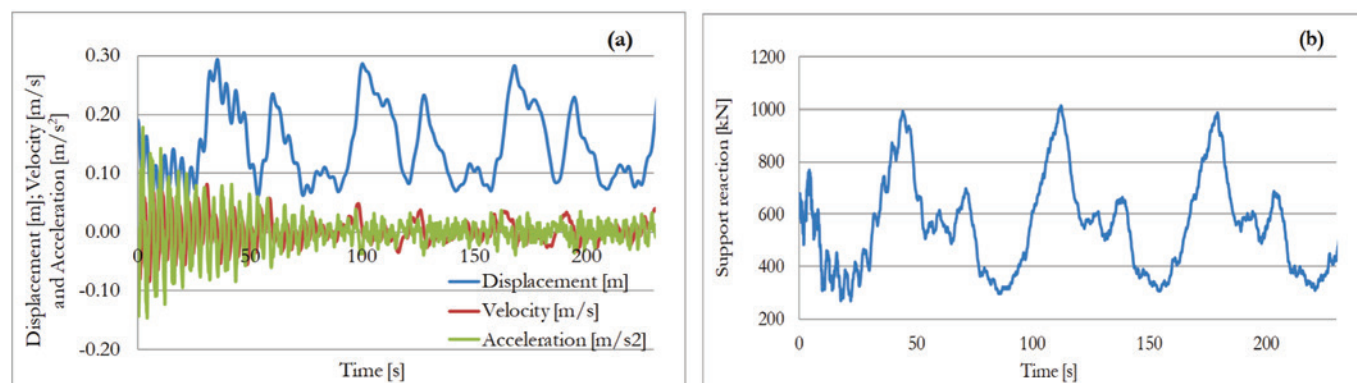 (a)
Displacement [m]; Velocity [m/s]
and Acceleration [m/s²]
0.30
0.20
0.10
0.00
-0.10
-0.20
0
50
100
150
200
Displacement [m]
Velocity [m/s]
Acceleration [m/s2]
Time [s]
(b)
Support reaction [kN]
1200
1000
800
600
400
200
0
50
100
150
200
Time [s]